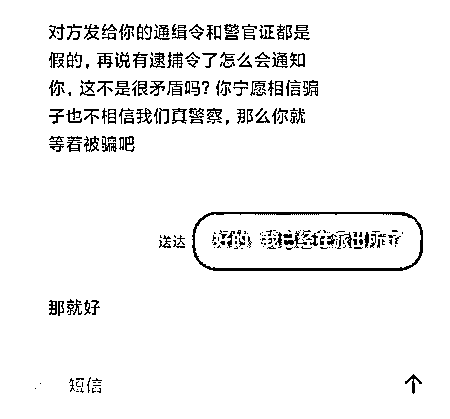 对方发给你的通缉令和警官证都是
假的，再说有逮捕令了怎么会通知
你，这不是很矛盾吗？你宁愿相信骗
子也不相信我们真警察，那么你就
等着被骗吧
送达 好的 我已经在派出所了
那就好
短信